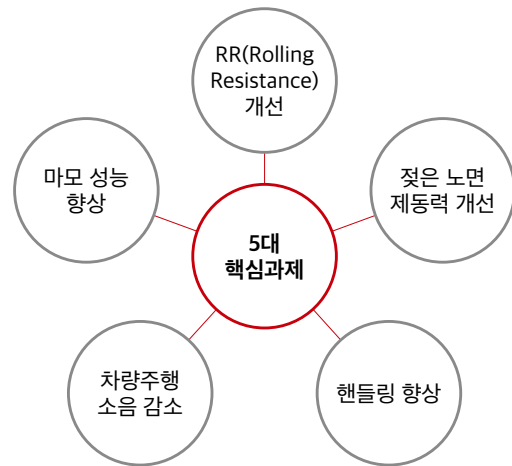 RR(Rolling
Resistance)
개선
마모 성능
향상
젖은 노면
제동력 개선
5대
핵심과제
차량주행
소음 감소
핸들링 향상